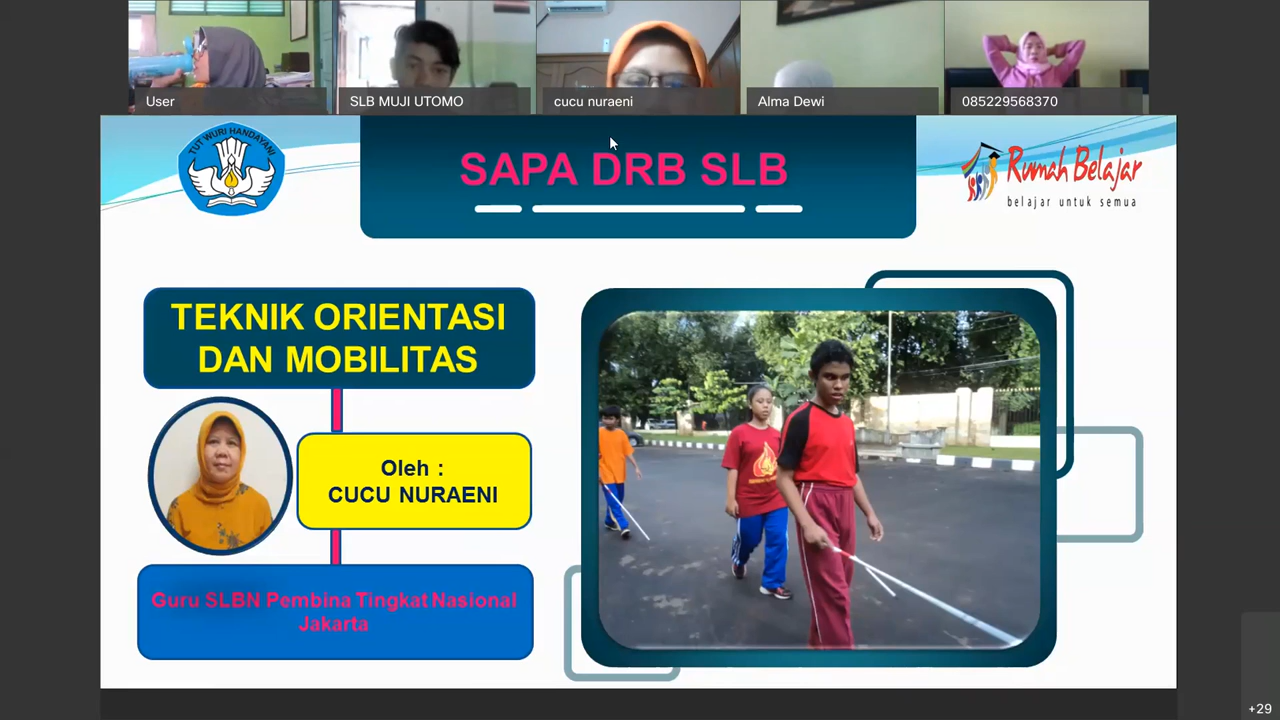 User
SLB MUJI UTOMO
cucu nuraeni
Alma Dewi
085229568370
TUT WURI HANDAYANI
SAPA DRB SLB
Rumah Belajar
belajar untuk semua
TEKNIK ORIENTASI
DAN MOBILITAS
Oleh :
CUCU NURAENI
Guru SLBN Pembina Tingkat Nasional
Jakarta
+29